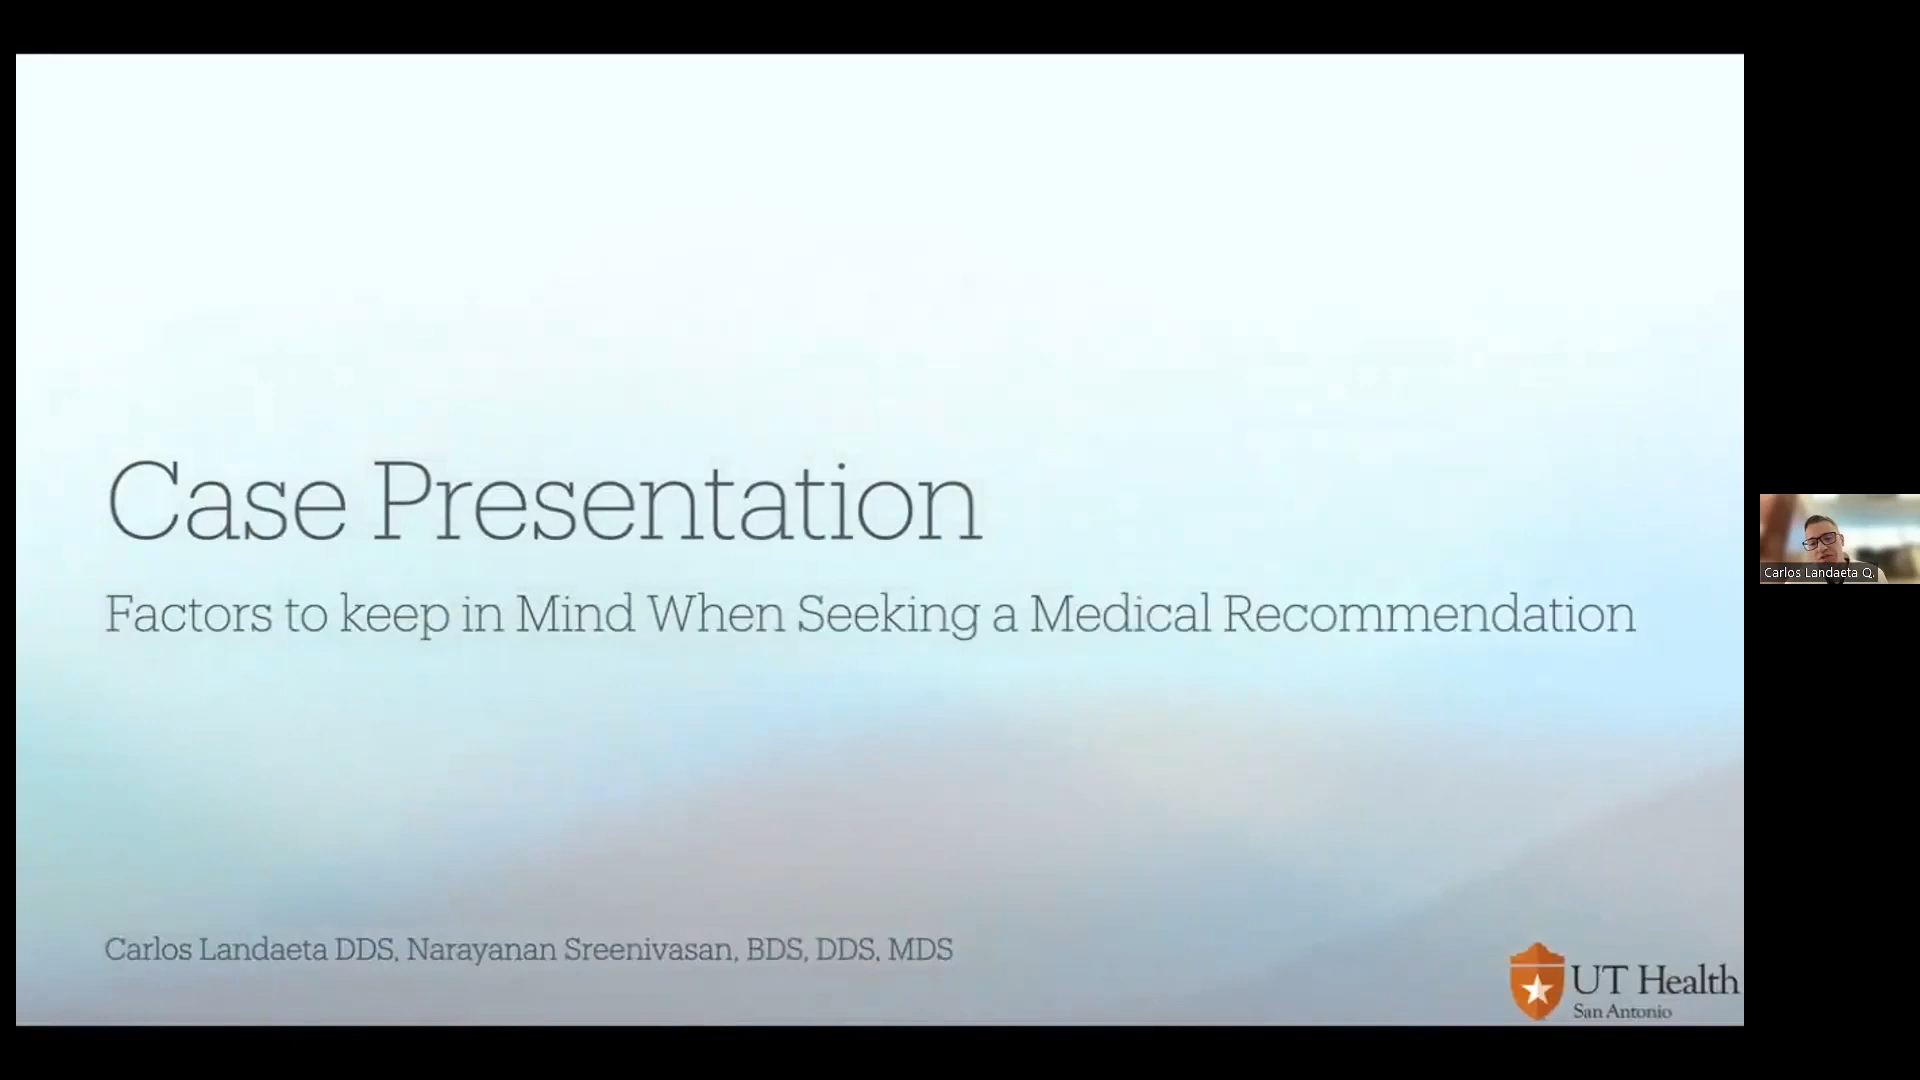 Case Presentation
Factors to keep in Mind When Seeking a Medical Recommendation
Carlos Landaeta Q.
Carlos Landaeta DDS, Narayanan Sreenivasan, BDS, DDS, MDS
UT Health
San Antonio